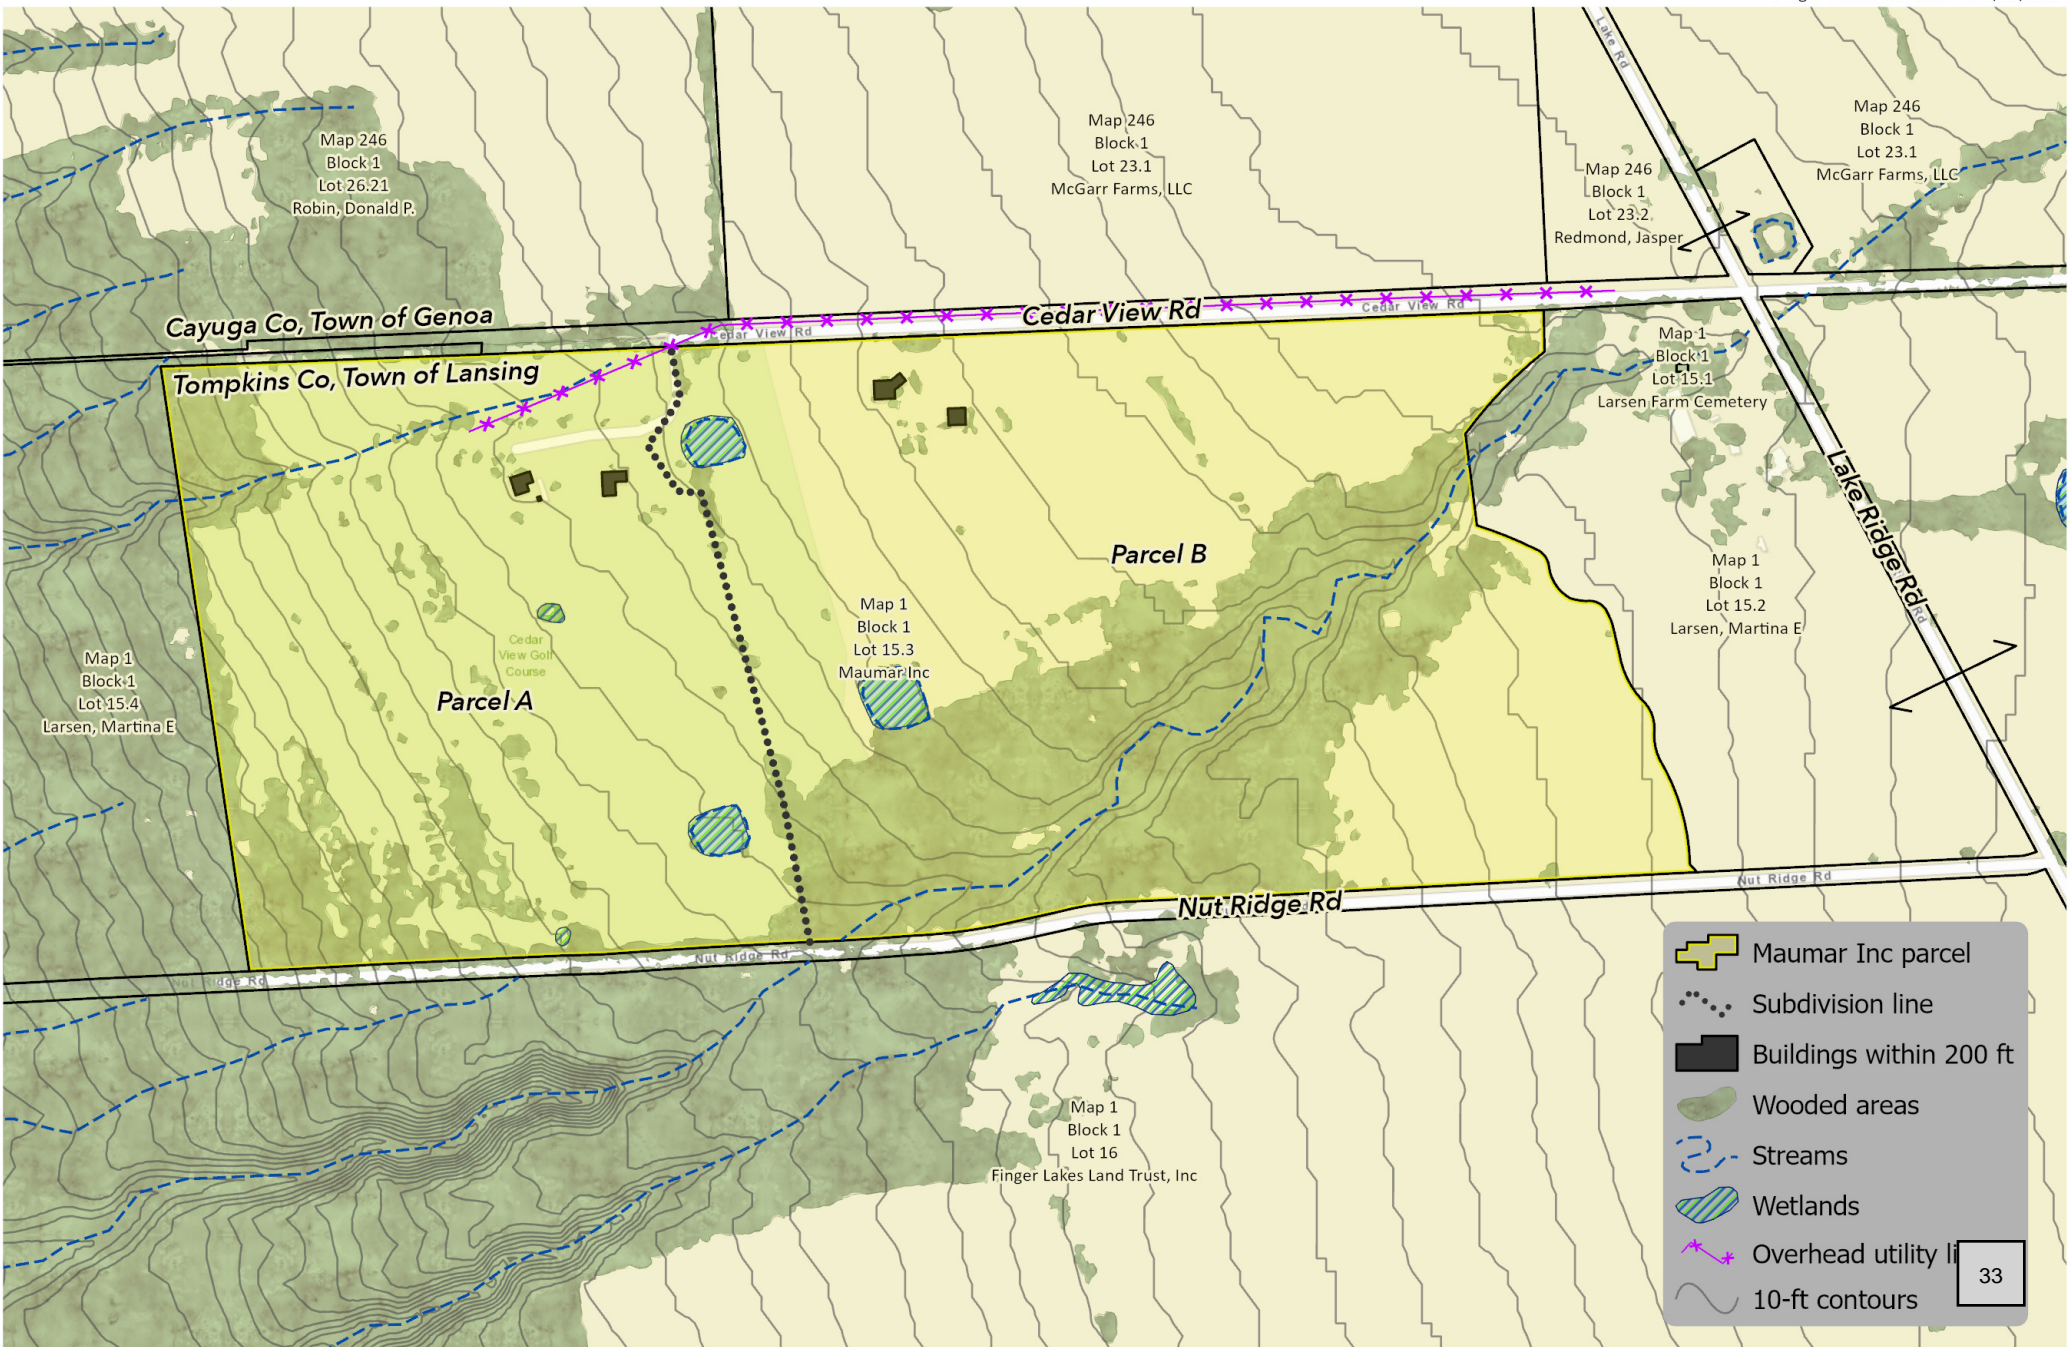 Lake Rd
Map 246
Block 1
Lot 26.21
Robin, Donald P.
Map 246
Block 1
Lot 23.1
McGarr Farms, LLC
Map 246
Block 1
Lot 23.2
Redmond, Jasper
Map 246
Block 1
Lot 23.1
McGarr Farms, LLC
Cayuga Co, Town of Genoa
Tompkins Co, Town of Lansing
Cedar View Rd
Cedar View Rd
Cedar View Rd
Map 1
Block 1
Lot 15.1
Larsen Farm Cemetery
Lake Ridge Rd
Rd
Parcel B
Map 1
Block 1
Lot 15.2
Larsen, Martina E
Map 1
Block 1
Lot 15.3
Maumar Inc
Cedar
View Golf
Course
Parcel A
Map 1
Block 1
Lot 15.4
Larsen, Martina E
Nut Ridge Rd
Nut Ridge Rd
Nut Ridge Rd
Nut Ridge Rd
Map 1
Block 1
Lot 16
Finger Lakes Land Trust, Inc
Maumar Inc parcel
Subdivision line
Buildings within 200 ft
Wooded areas
Streams
Wetlands
Overhead utility li
10-ft contours
33